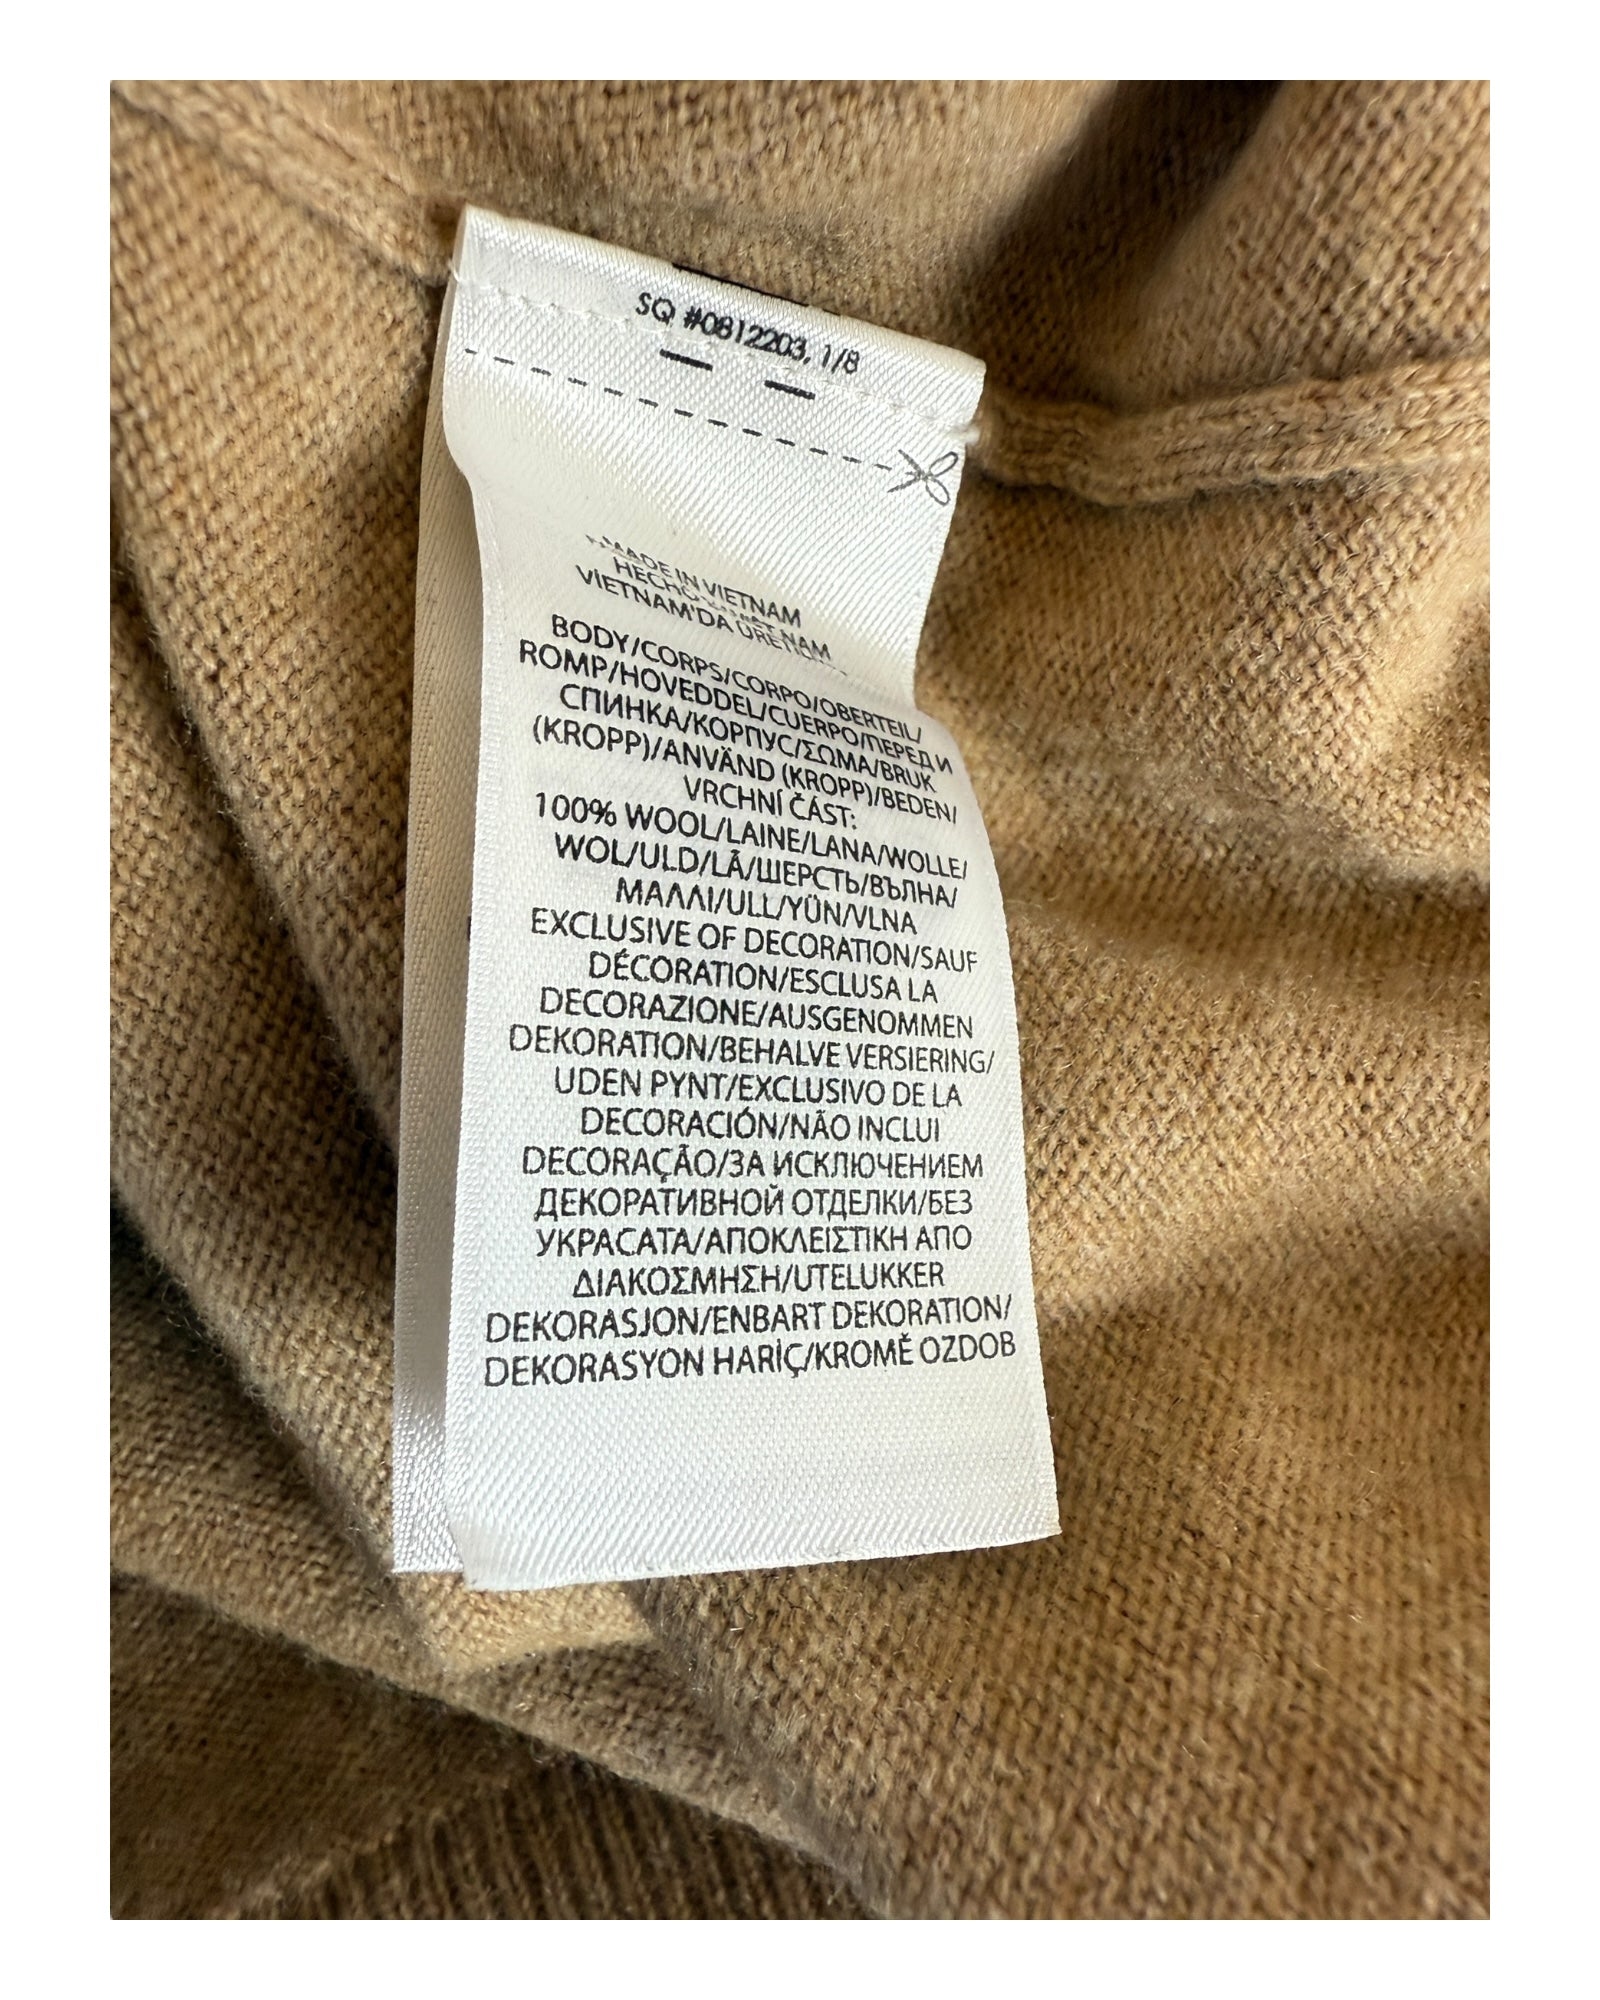 SQ #0812203, 1/8
MADE IN VIETNAM
HECHO NAM
VİETNAM'DA
BODY/CORPS/CORPO/OBERTEIL/
ROMP/HOVEDDEL/CUERPO/ПЕРЕД И
СПИНКА/КОРПУС/ΣΩΜΑ/BRUK
(KROPP)/ANVÄND (KROPP)/BEDEN/
VRCHNÍ ČÁST:
100% WOOL/LAINE/LANA/WOLLE/
WOL/ULD/LÃ/ШЕРСТЬ/ВЪЛНА/
ΜΑΛΛΙ/ULL/YÜN/VLNA
EXCLUSIVE OF DECORATION/SAUF
DÉCORATION/ESCLUSA LA
DECORAZIONE/AUSGENOMMEN
DEKORATION/BEHALVE VERSIERING/
UDEN PYNT/EXCLUSIVO DE LA
DECORACIÓN/NÃO INCLUI
DECORAÇÃO/ЗА ИСКЛЮЧЕНИЕМ
ДЕКОРАТИВНОЙ ОТДЕЛКИ/БЕЗ
УКРАСАТА/ΑΠΟΚΛΕΙΣΤΙΚΗ ΑΠΟ
ΔΙΑΚΟΣΜΗΣΗ/UTELUKKER
DEKORASJON/ENBART DEKORATION/
DEKORASYON HARİÇ/KROMĚ OZDOB